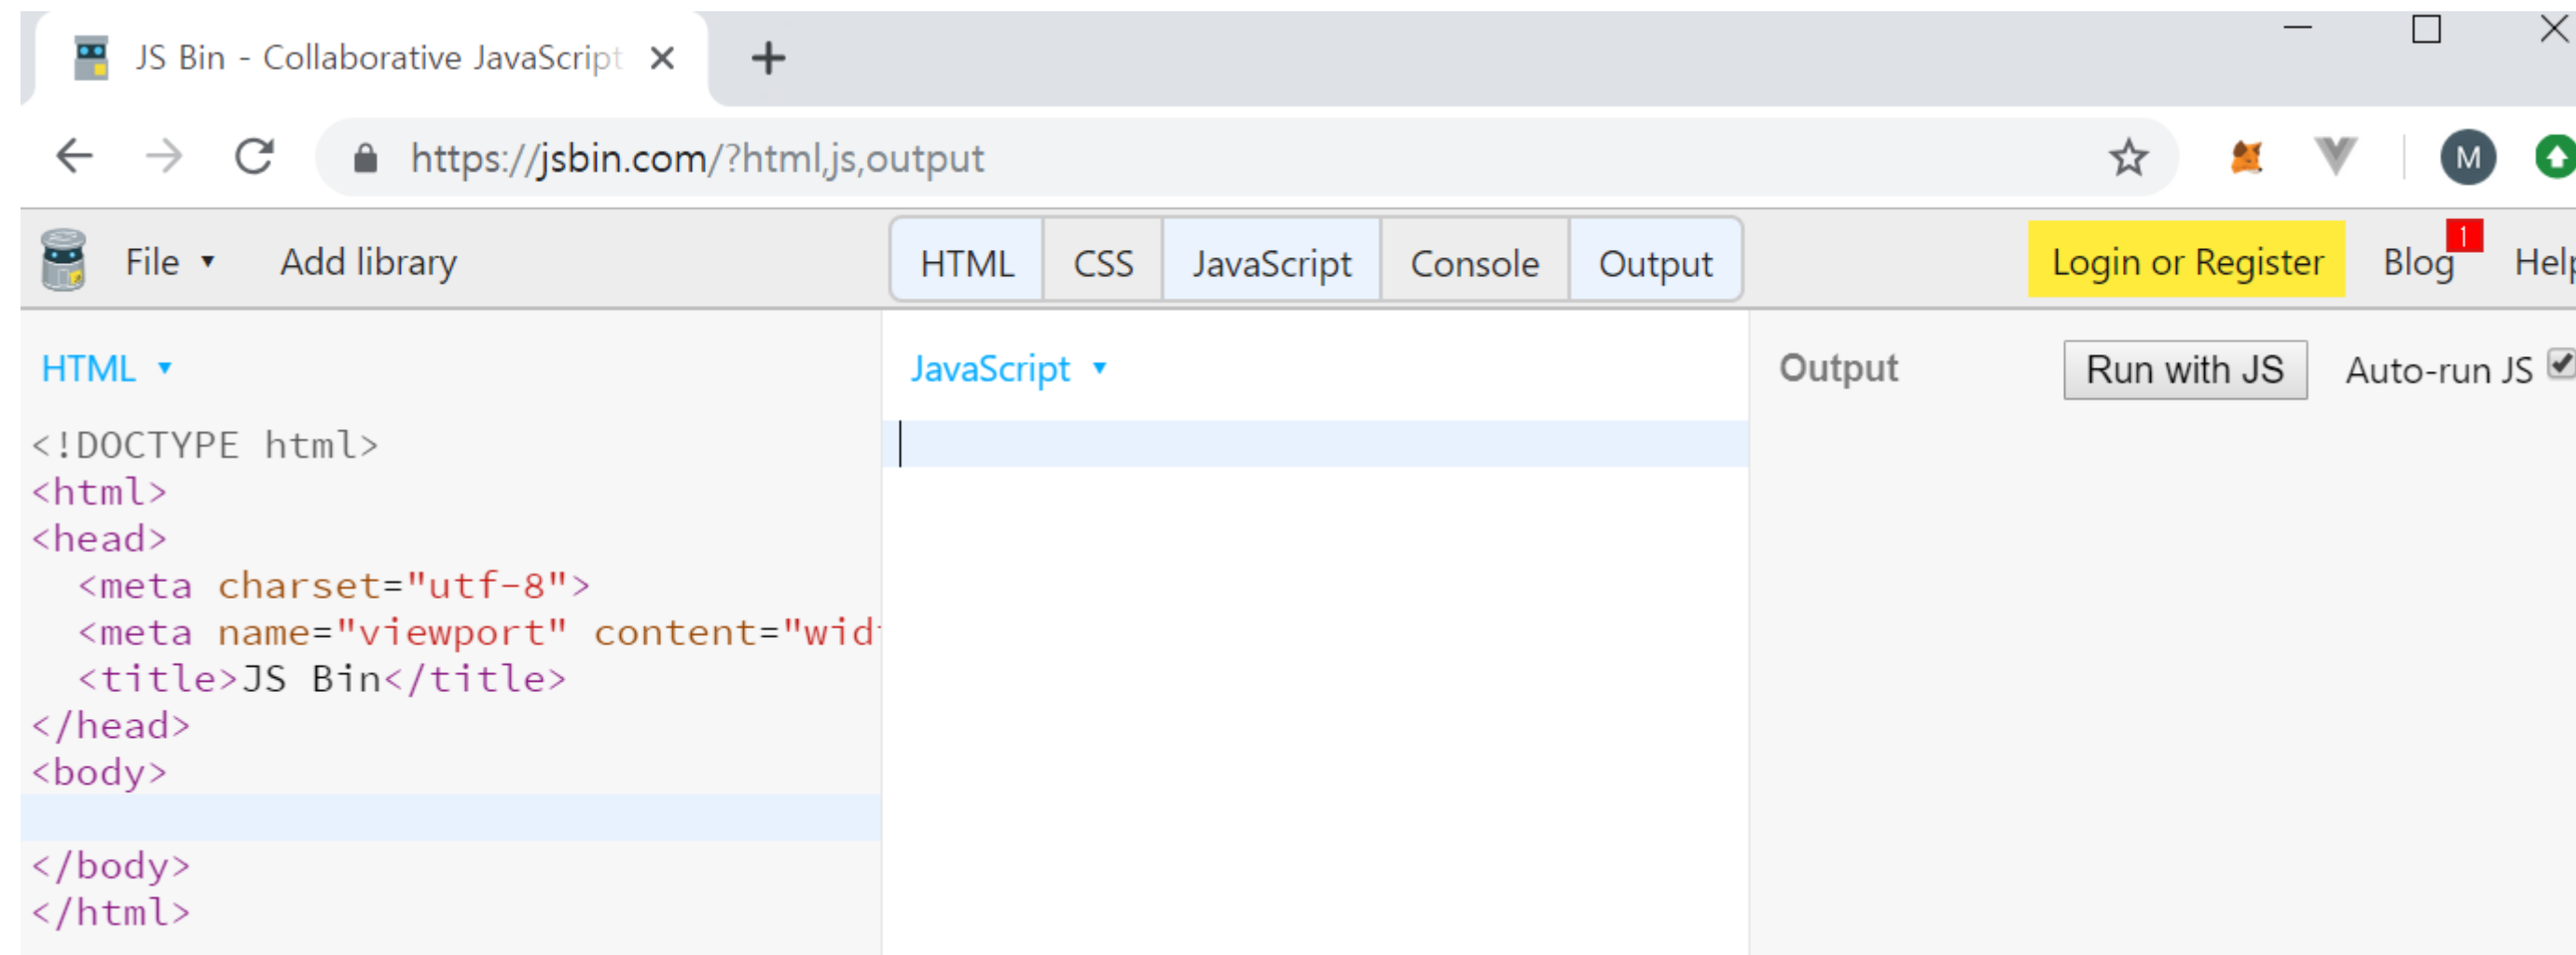 JS Bin - Collaborative JavaScript
https://jsbin.com/?html,js,output
M
File Add library HTML CSS JavaScript Console Output Login or Register Blog 1 Help
HTML
<!DOCTYPE html>
<html>
<head>
<meta charset="utf-8">
<meta name="viewport" content="wid
<title>JS Bin</title>
</head>
<body>
</body>
</html>
JavaScript
Output Run with JS Auto-run JS